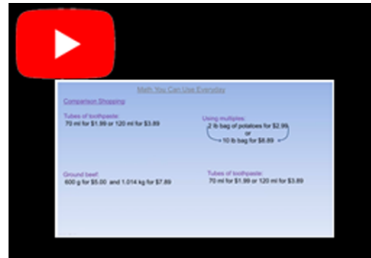 Math You Can Use Everyday
Comparison Shopping:
Tubes of toothpaste:
70 ml for $1.99 or 120 ml for $3.89
Using multiples:
2 lb bag of potatoes for $2.99
or
10 lb bag for $8.89
Ground beef:
600 g for $5.00 and 1.014 kg for $7.89
Tubes of toothpaste:
70 ml for $1.99 or 120 ml for $3.89